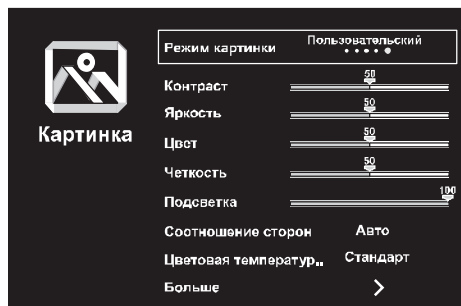 Картинка
Режим картинки Пользовательский
Контраст 50
Яркость 50
Цвет 50
Четкость 50
Подсветка 100
Соотношение сторон Авто
Цветовая температур.. Стандарт
Больше >